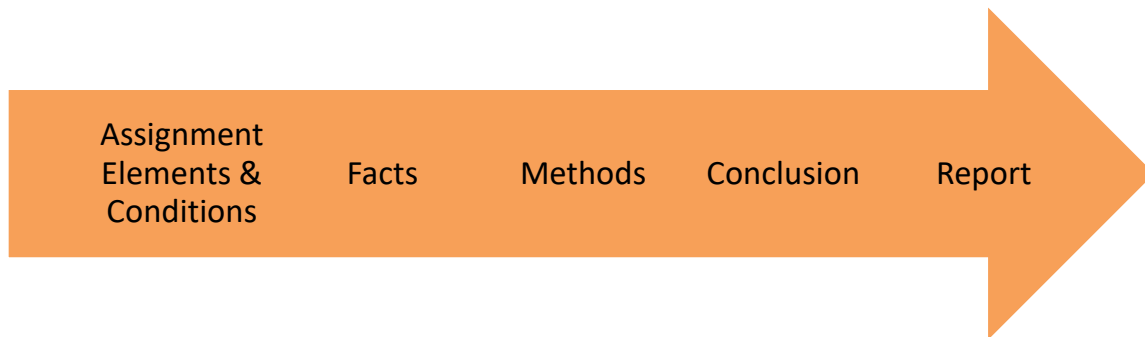 Assignment
Elements &
Conditions
Facts
Methods
Conclusion
Report